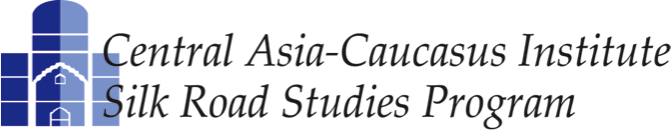 Central Asia-Caucasus Institute
Silk Road Studies Program